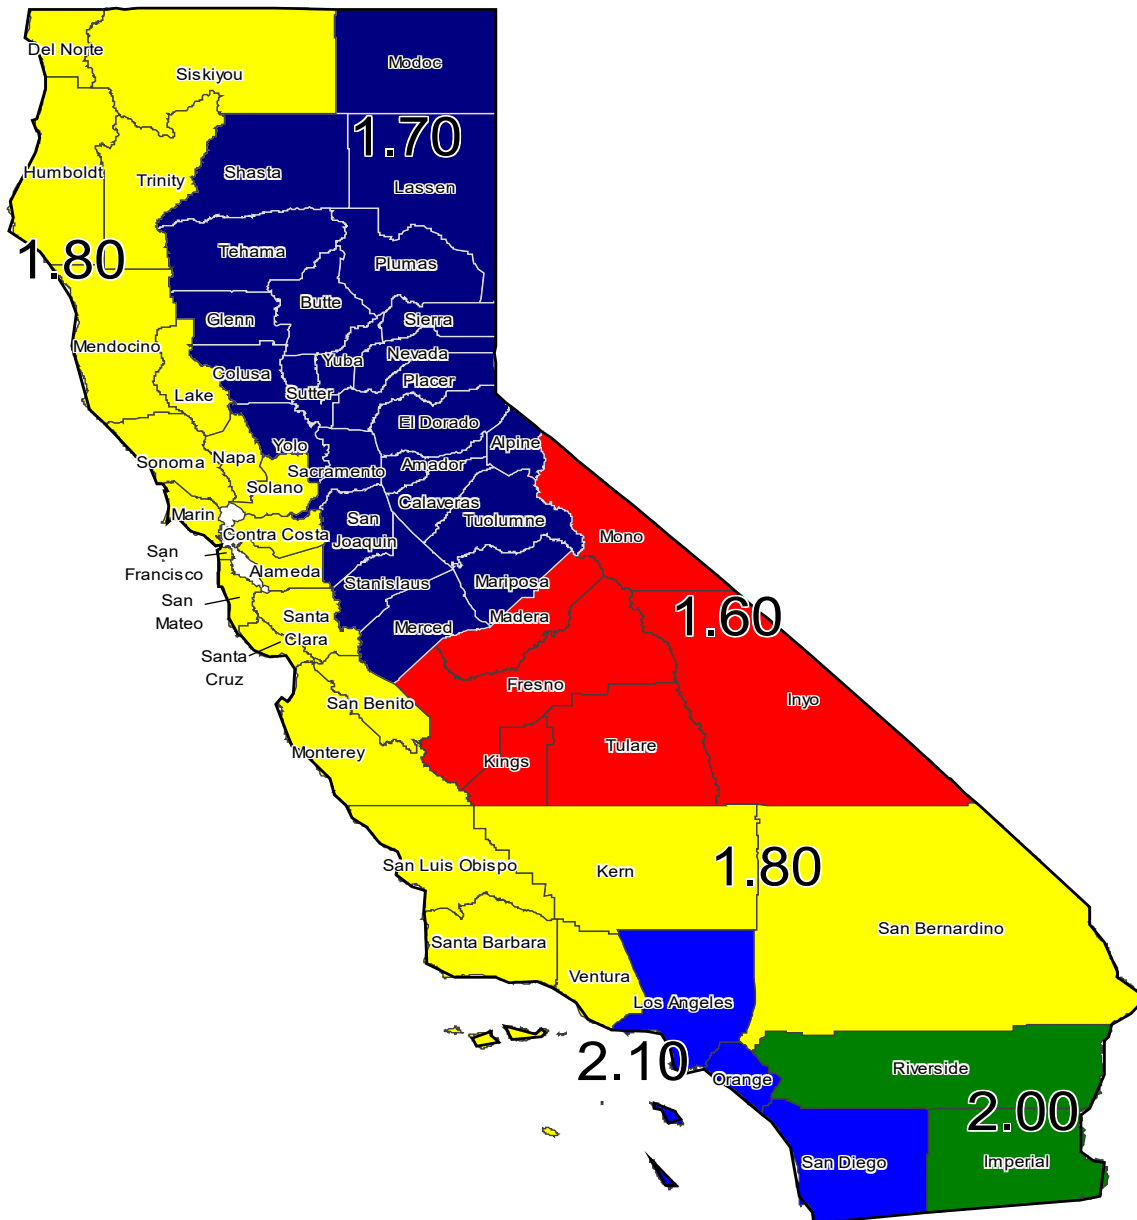 Del Norte
Siskiyou
Modoc
1.70
Humboldt
Trinity
Shasta
Lassen
1.80
Tehama
Plumas
Butte
Glenn
Sierra
Mendocino
Yuba
Nevada
Colusa
Placer
Lake
Sutter
El Dorado
Alpine
Yolo
Sonoma
Napa
Sacramento
Amador
Solano
Calaveras
Marin
San
Joaquin
Tuolumne
Contra Costa
Mono
San
Francisco
Alameda
Stanislaus
Mariposa
San
Mateo
Santa
Clara
Merced
Madera
1.60
Santa
Cruz
Fresno
San Benito
Inyo
Monterey
Kings
Tulare
San Luis Obispo
Kern
1.80
San Bernardino
Santa Barbara
Ventura
Los Angeles
2.10
Orange
Riverside
2.00
San Diego
Imperial